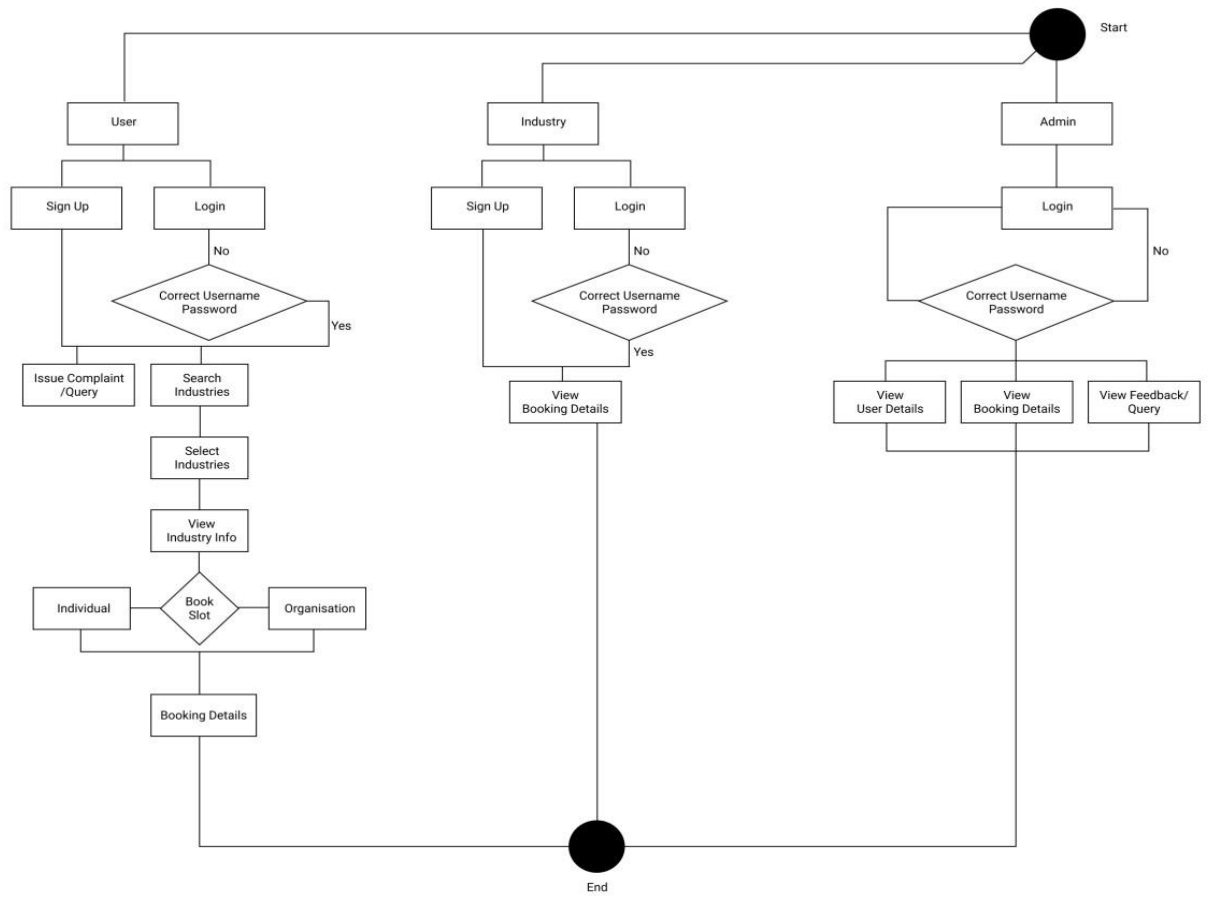 Start
User
Industry
Admin
Sign Up
Login
Sign Up
Login
Login
No
No
No
Correct Username
Password
Correct Username
Password
Correct Username
Password
Yes
Yes
Issue Complaint
/Query
Search
Industries
View
Booking Details
View
User Details
View
Booking Details
View Feedback/
Query
Select
Industries
View
Industry Info
Individual
Book
Slot
Organisation
Booking Details
End